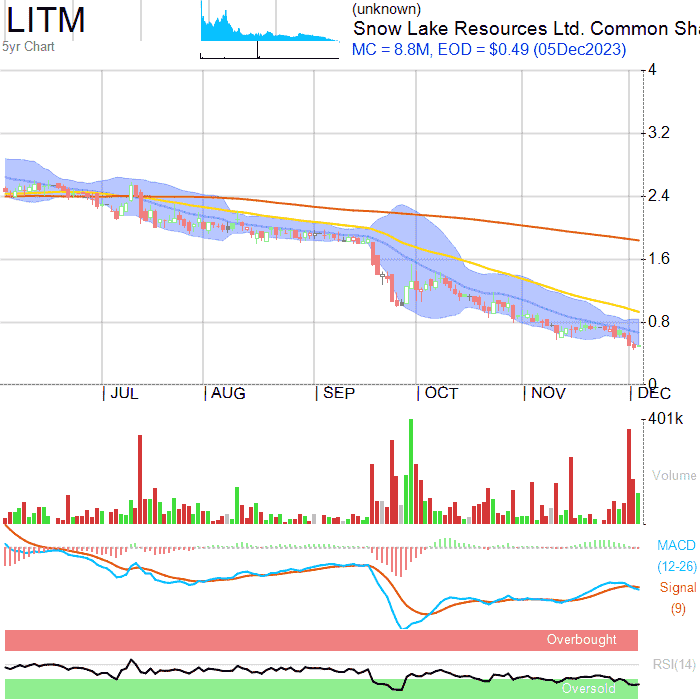 LITM
(unknown)
5yr Chart
Snow Lake Resources Ltd. Common Sha
MC = 8.8M, EOD = $0.49 (05Dec2023)
4
3.2
2.4
1.6
0.8
0
JUL AUG SEP OCT NOV DEC
401k
Volume
MACD
(12-26)
Signal
(9)
Overbought
RSI(14)
Oversold